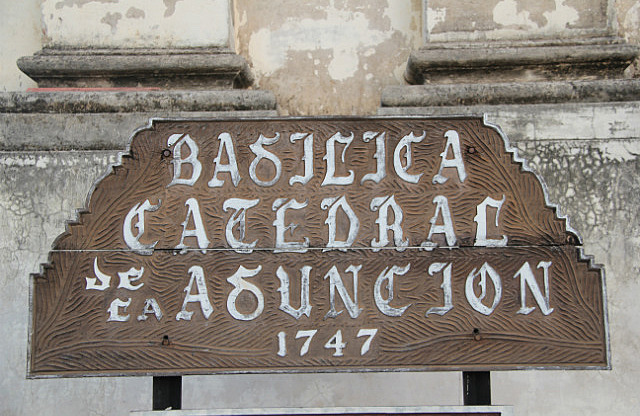 BASILICA
CATEDRAL
de LA ASUNCION
1747